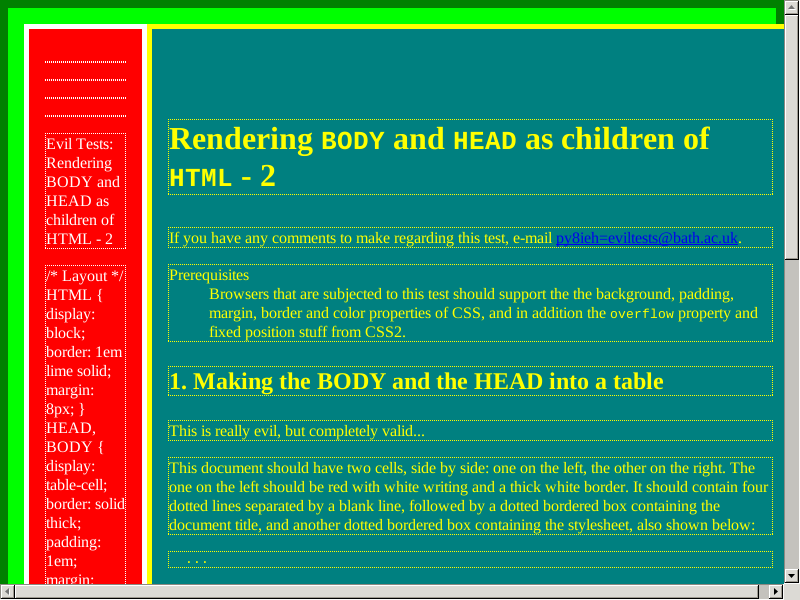 Evil Tests:
Rendering
BODY and
HEAD as
children of
HTML - 2
/* Layout */
HTML {
display:
block;
border: 1em
lime solid;
margin:
8px; }
HEAD,
BODY {
display:
table-cell;
border: solid
thick;
padding:
1em;
margin:
Rendering BODY and HEAD as children of
HTML - 2
If you have any comments to make regarding this test, e-mail py8ieh=eviltests@bath.ac.uk.
Prerequisites
Browsers that are subjected to this test should support the the background, padding,
margin, border and color properties of CSS, and in addition the overflow property and
fixed position stuff from CSS2.
1. Making the BODY and the HEAD into a table
This is really evil, but completely valid...
This document should have two cells, side by side: one on the left, the other on the right. The
one on the left should be red with white writing and a thick white border. It should contain four
dotted lines separated by a blank line, followed by a dotted bordered box containing the
document title, and another dotted bordered box containing the stylesheet, also shown below:
. . .